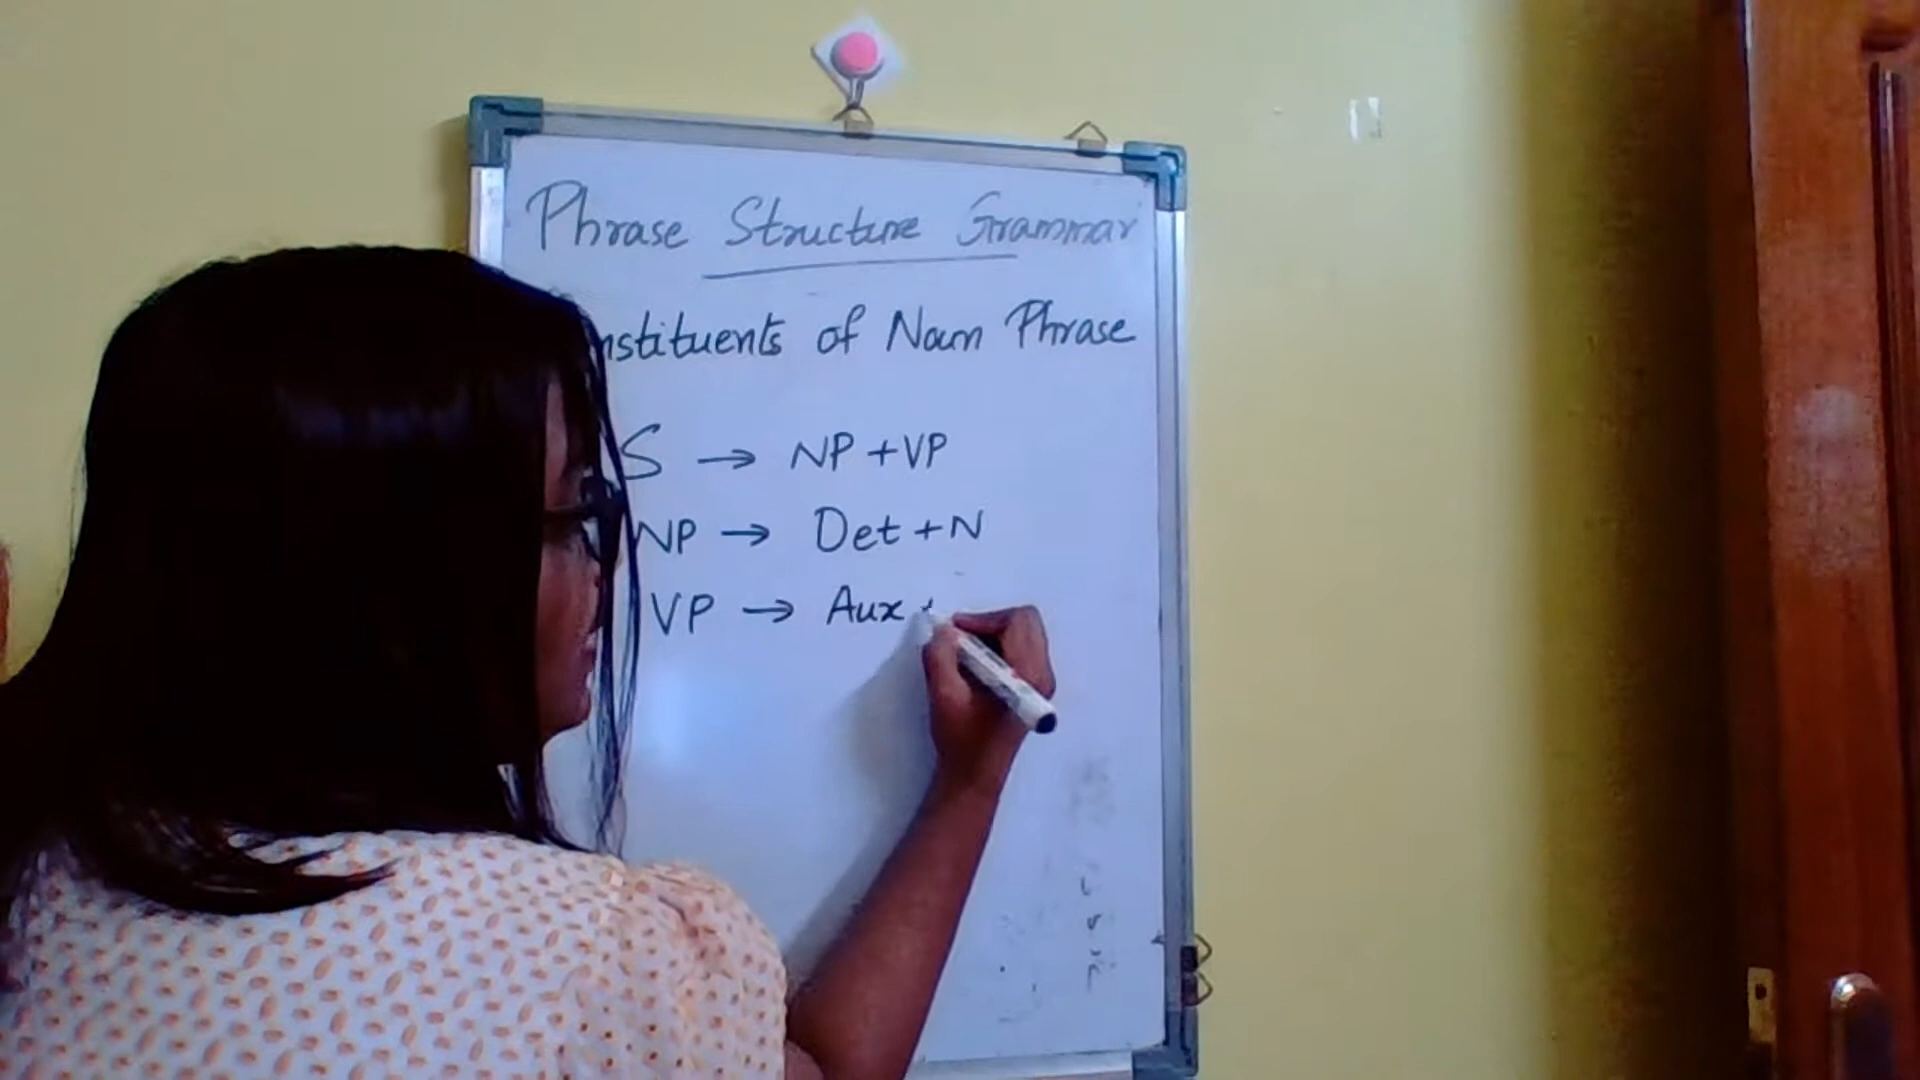 Phrase Structure Grammar
nstituents of Noun Phrase
S → NP + VP
NP → Det + N
VP → Aux +